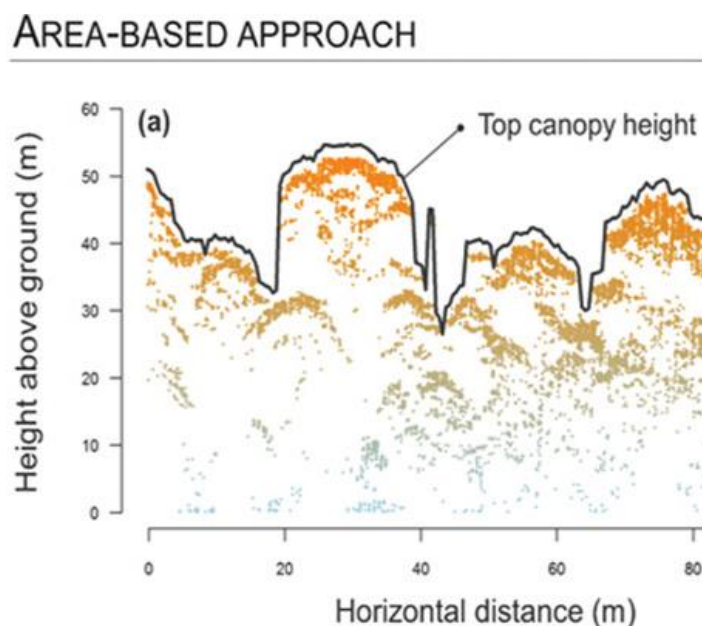 AREA-BASED APPROACH
(a)
Top canopy height
Height above ground (m)
60
50
40
30
20
10
0
0 20 40 60 80
Horizontal distance (m)